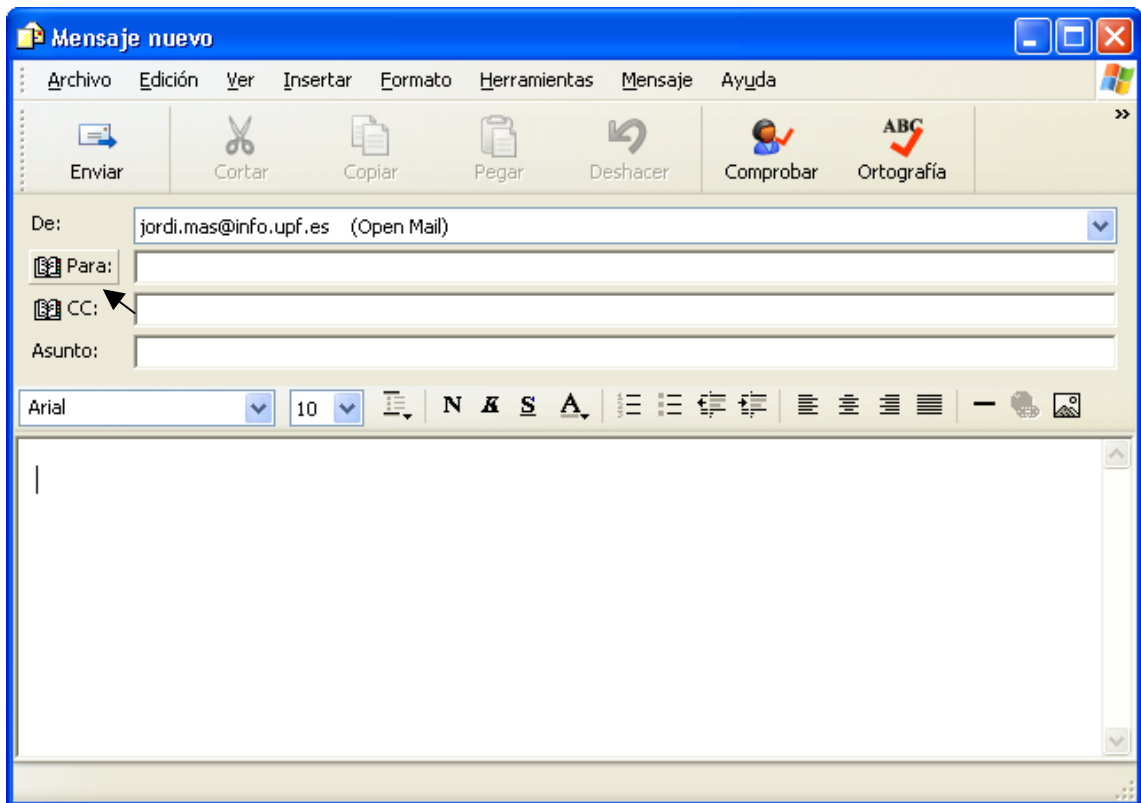 Mensaje nuevo
Archivo Edición Ver Insertar Formato Herramientas Mensaje Ayuda
ABC
Enviar Cortar Copiar Pegar Deshacer Comprobar Ortografía
De: jordi.mas@info.upf.es (Open Mail)
Para:
CC:
Asunto:
Arial 10 N K S A